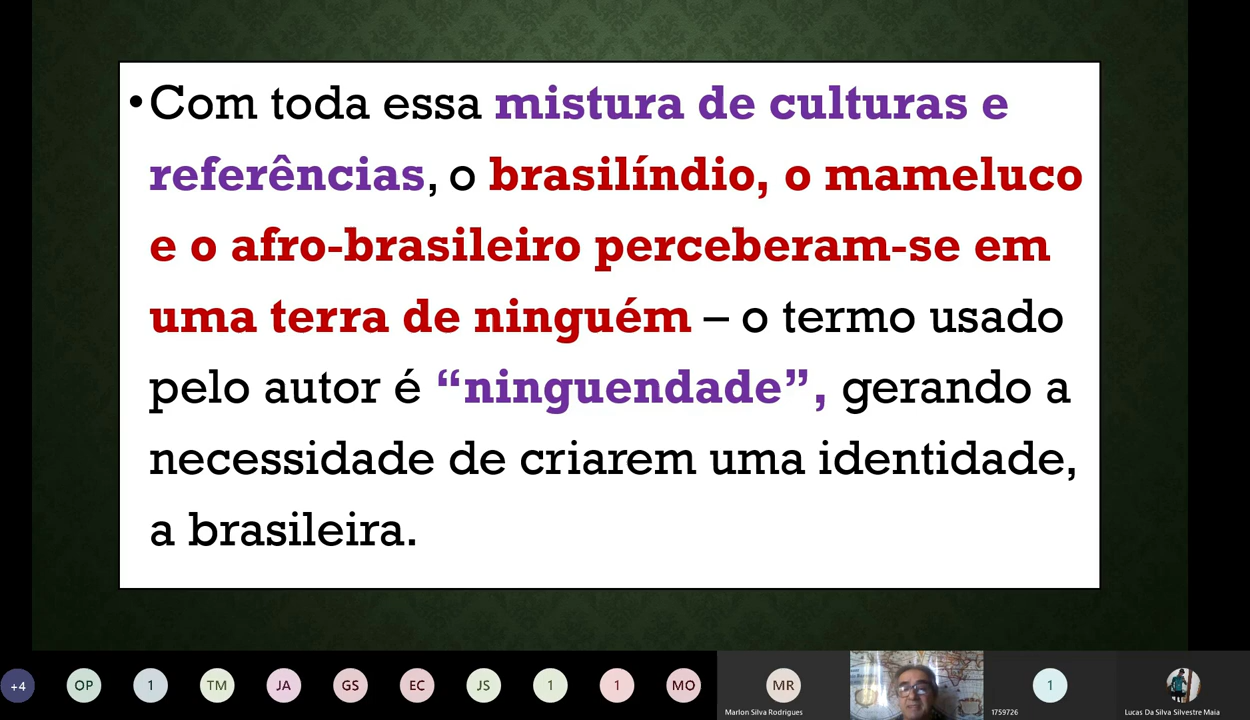 •Com toda essa mistura de culturas e
referências, o brasilíndio, o mameluco
e o afro-brasileiro perceberam-se em
uma terra de ninguém – o termo usado
pelo autor é “ninguendade”, gerando a
necessidade de criarem uma identidade,
a brasileira.
+4 OP 1 TM JA GS EC JS 1 1 MO MR 1
Marlon Silva Rodrigues 1759726 Lucas Da Silva Silvestre Maia